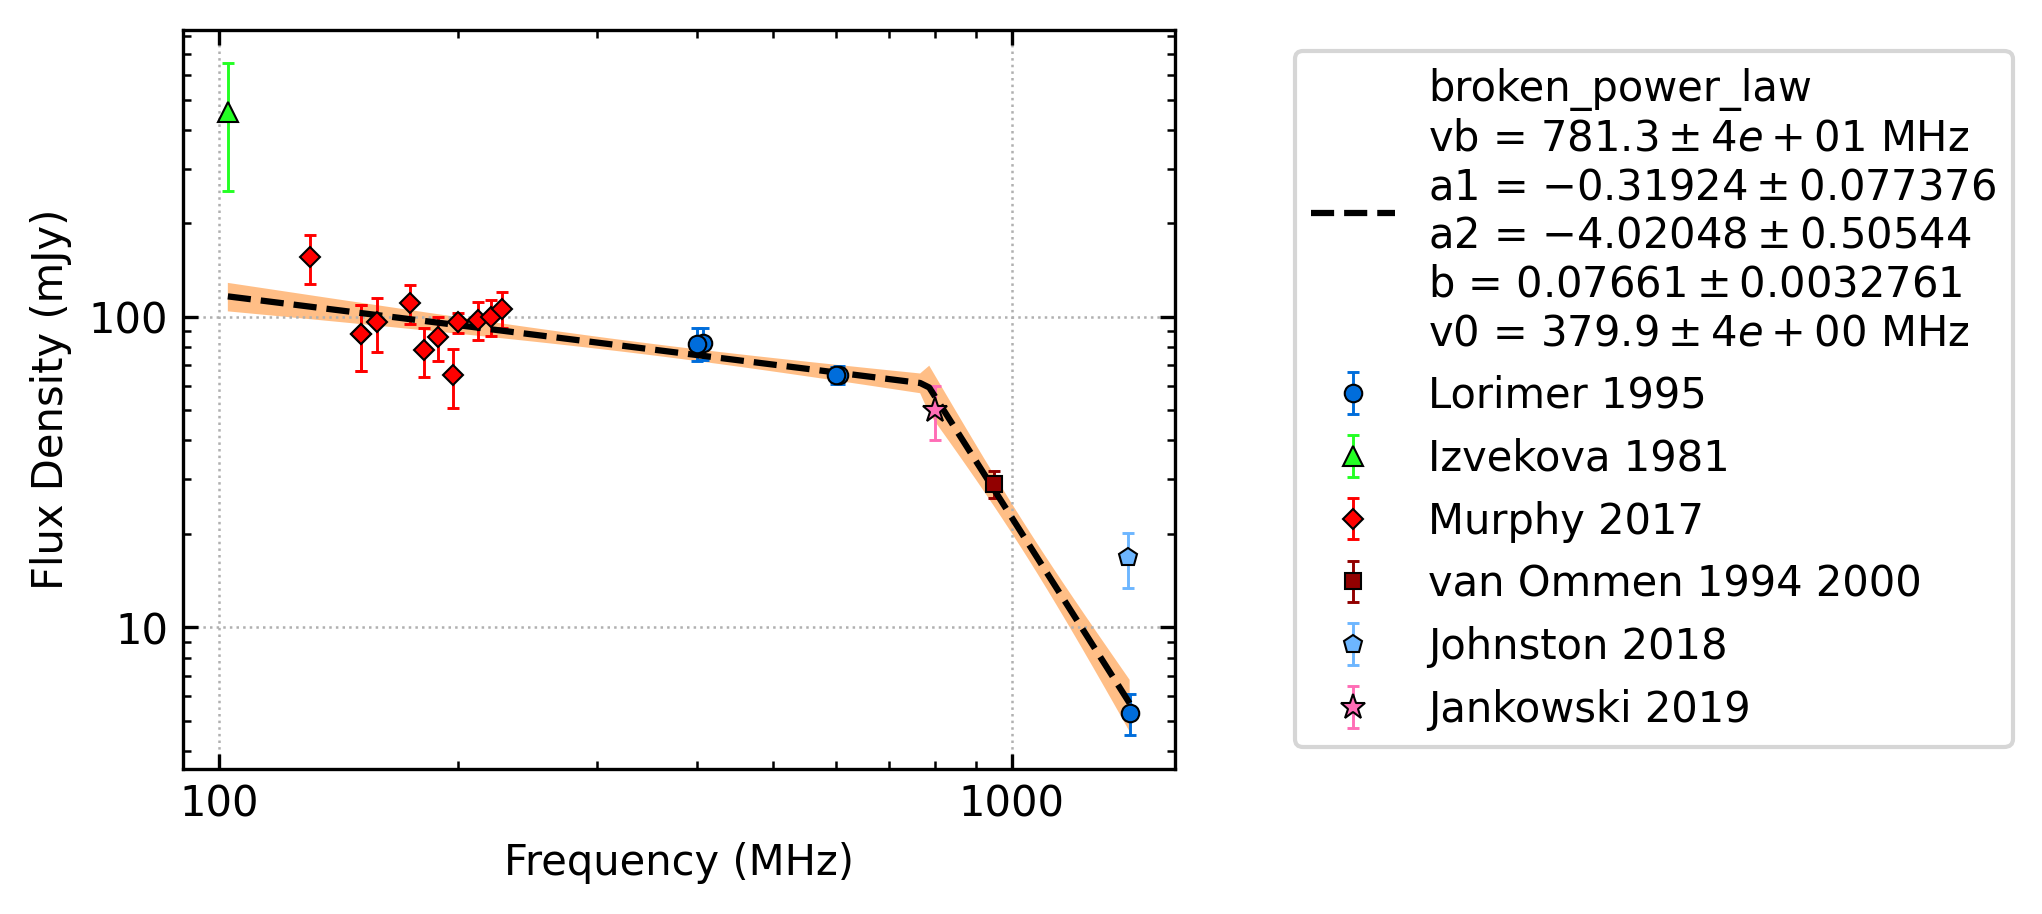 Flux Density (mJy)
100
10
100
1000
Frequency (MHz)
broken_power_law
vb = 781.3 ± 4e + 01 MHz
a1 = −0.31924 ± 0.077376
a2 = −4.02048 ± 0.50544
b = 0.07661 ± 0.0032761
v0 = 379.9 ± 4e + 00 MHz
Lorimer 1995
Izvekova 1981
Murphy 2017
van Ommen 1994 2000
Johnston 2018
Jankowski 2019